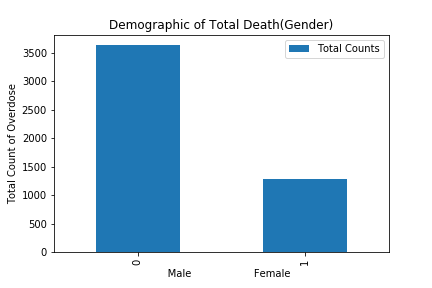 Demographic of Total Death(Gender)
Total Counts
Total Count of Overdose
3500
3000
2500
2000
1500
1000
500
0
0
1
Male Female